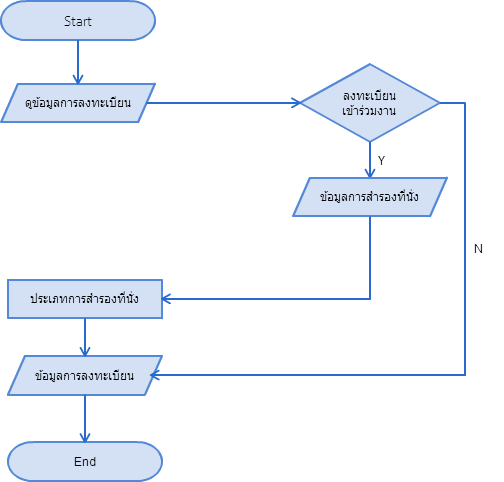 Start
ดูข้อมูลการลงทะเบียน
ลงทะเบียน
เข้าร่วมงาน
Y
ข้อมูลการสำรองที่นั่ง
N
ประเภทการสำรองที่นั่ง
ข้อมูลการลงทะเบียน
End